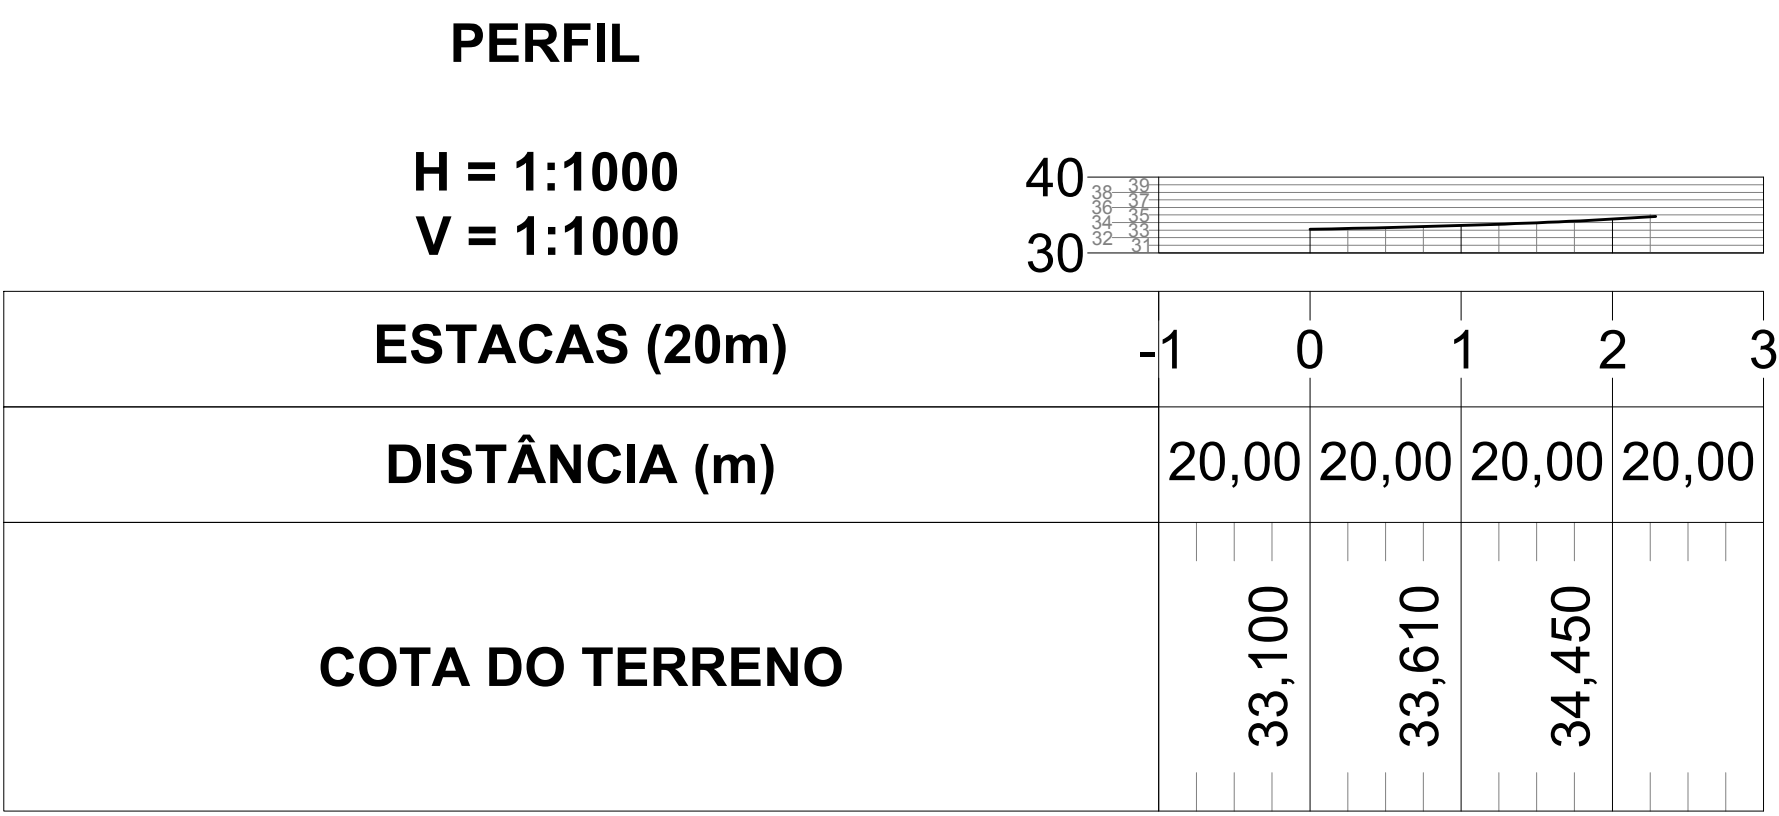 PERFIL
H = 1:1000
V = 1:1000
40
39
38
37
36
35
34
33
32
31
30
ESTACAS (20m) -1 0 1 2 3
DISTÂNCIA (m) 20,00 20,00 20,00 20,00
COTA DO TERRENO 33,100 33,610 34,450